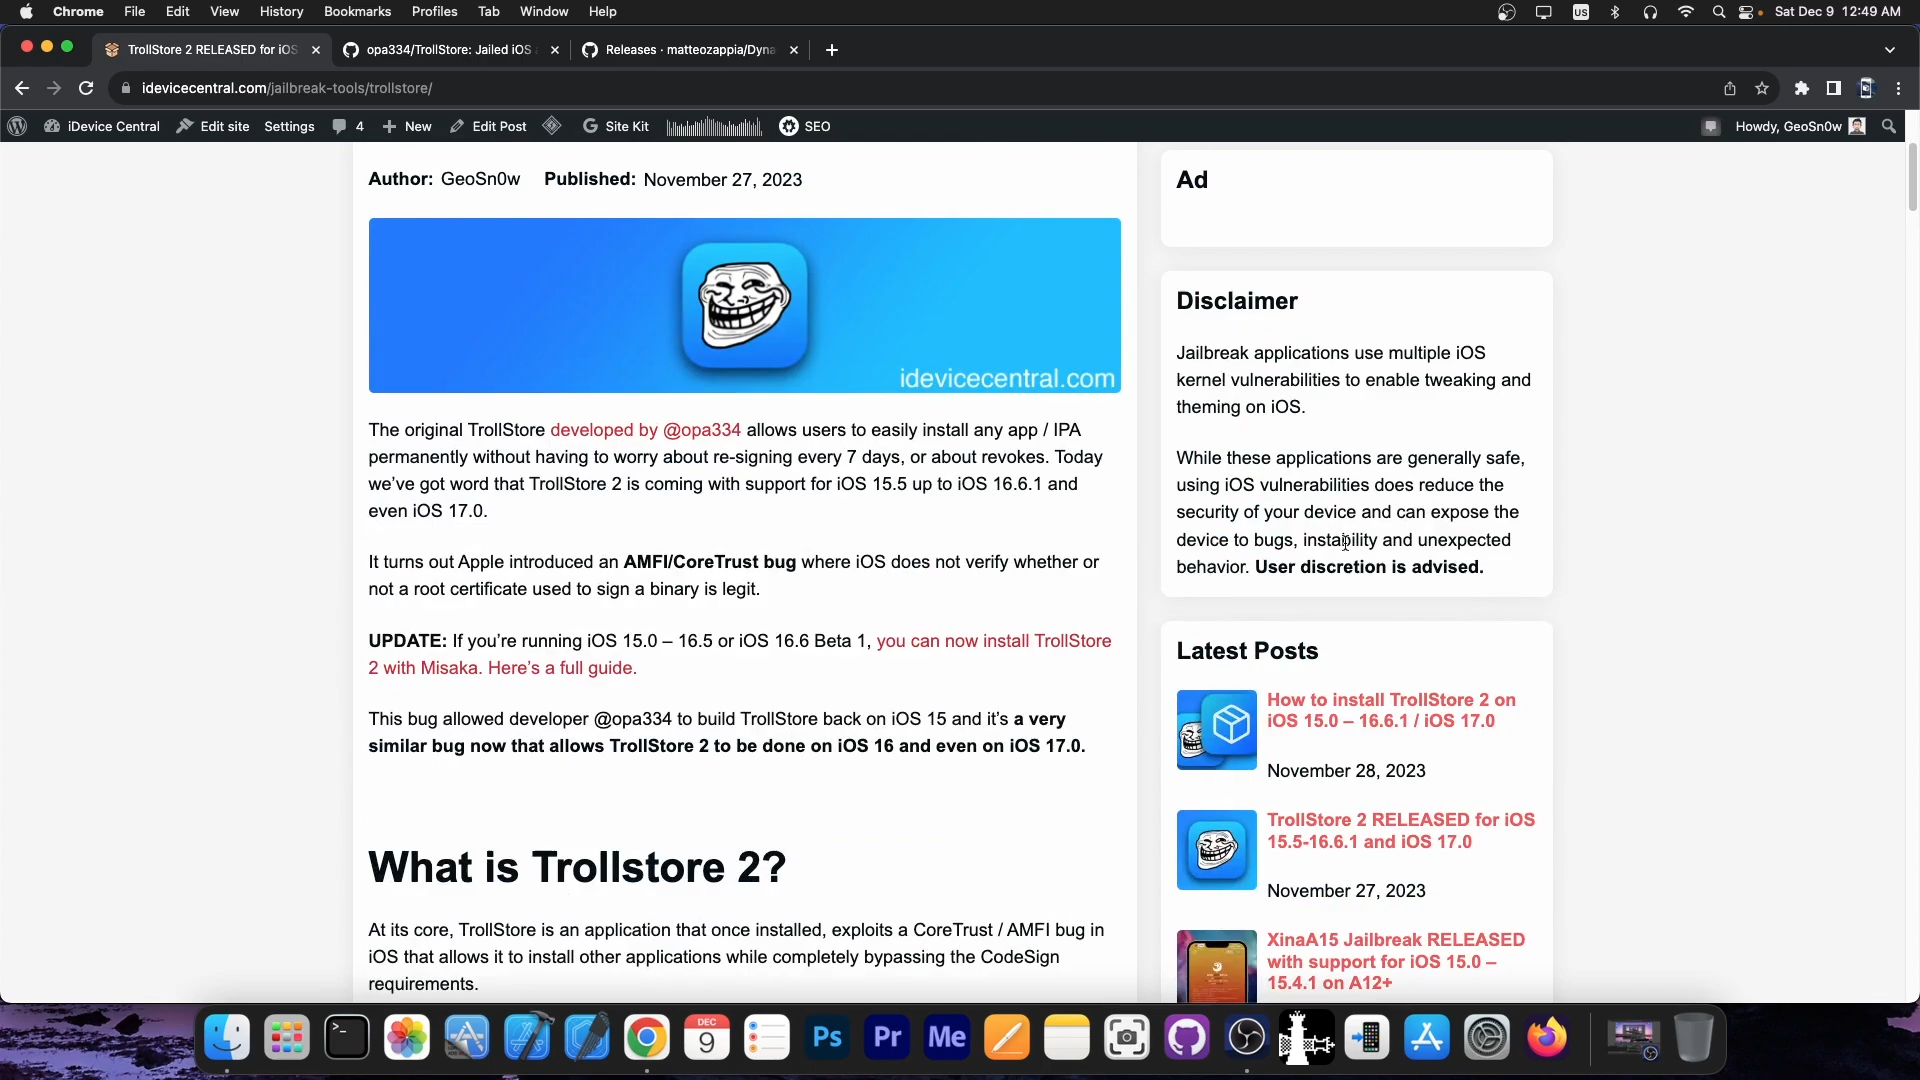 Chrome File Edit View History Bookmarks Profiles Tab Window Help US Sat Dec 9 12:49 AM
TrollStore 2 RELEASED for iOS opa334/TrollStore: Jailed iOS Releases · matteozappia/Dyna
idevicecentral.com/jailbreak-tools/trollstore/
iDevice Central Edit site Settings 4 New Edit Post Site Kit SEO Howdy, GeoSn0w
Author: GeoSn0w Published: November 27, 2023
idevicecentral.com
The original TrollStore developed by @opa334 allows users to easily install any app / IPA
permanently without having to worry about re-signing every 7 days, or about revokes. Today
we've got word that TrollStore 2 is coming with support for iOS 15.5 up to iOS 16.6.1 and
even iOS 17.0.
It turns out Apple introduced an AMFI/CoreTrust bug where iOS does not verify whether or
not a root certificate used to sign a binary is legit.
UPDATE: If you're running iOS 15.0 – 16.5 or iOS 16.6 Beta 1, you can now install TrollStore
2 with Misaka. Here's a full guide.
This bug allowed developer @opa334 to build TrollStore back on iOS 15 and it's a very
similar bug now that allows TrollStore 2 to be done on iOS 16 and even on iOS 17.0.
What is Trollstore 2?
At its core, TrollStore is an application that once installed, exploits a CoreTrust / AMFI bug in
iOS that allows it to install other applications while completely bypassing the CodeSign
requirements.
Ad
Disclaimer
Jailbreak applications use multiple iOS
kernel vulnerabilities to enable tweaking and
theming on iOS.
While these applications are generally safe,
using iOS vulnerabilities does reduce the
security of your device and can expose the
device to bugs, instability and unexpected
behavior. User discretion is advised.
Latest Posts
How to install TrollStore 2 on
iOS 15.0 – 16.6.1 / iOS 17.0
November 28, 2023
TrollStore 2 RELEASED for iOS
15.5-16.6.1 and iOS 17.0
November 27, 2023
XinaA15 Jailbreak RELEASED
with support for iOS 15.0 –
15.4.1 on A12+
DEC
9
Ps
Pr
Me